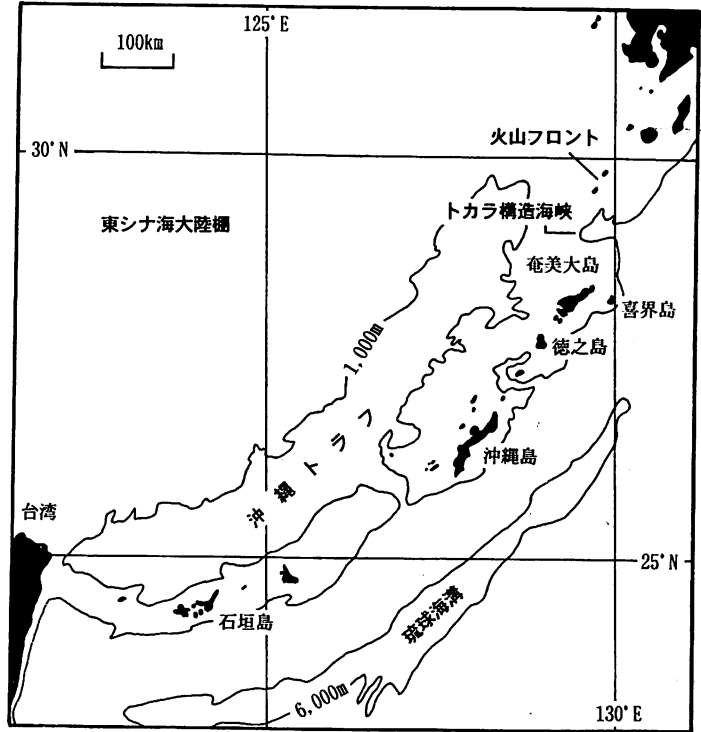 125°E
100km
火山フロント
30°N
トカラ構造海峡
東シナ海大陸棚
奄美大島
喜界島
徳之島
1,000m
沖縄トラフ
沖縄島
台湾
25°N
琉球海溝
石垣島
6,000m
130°E